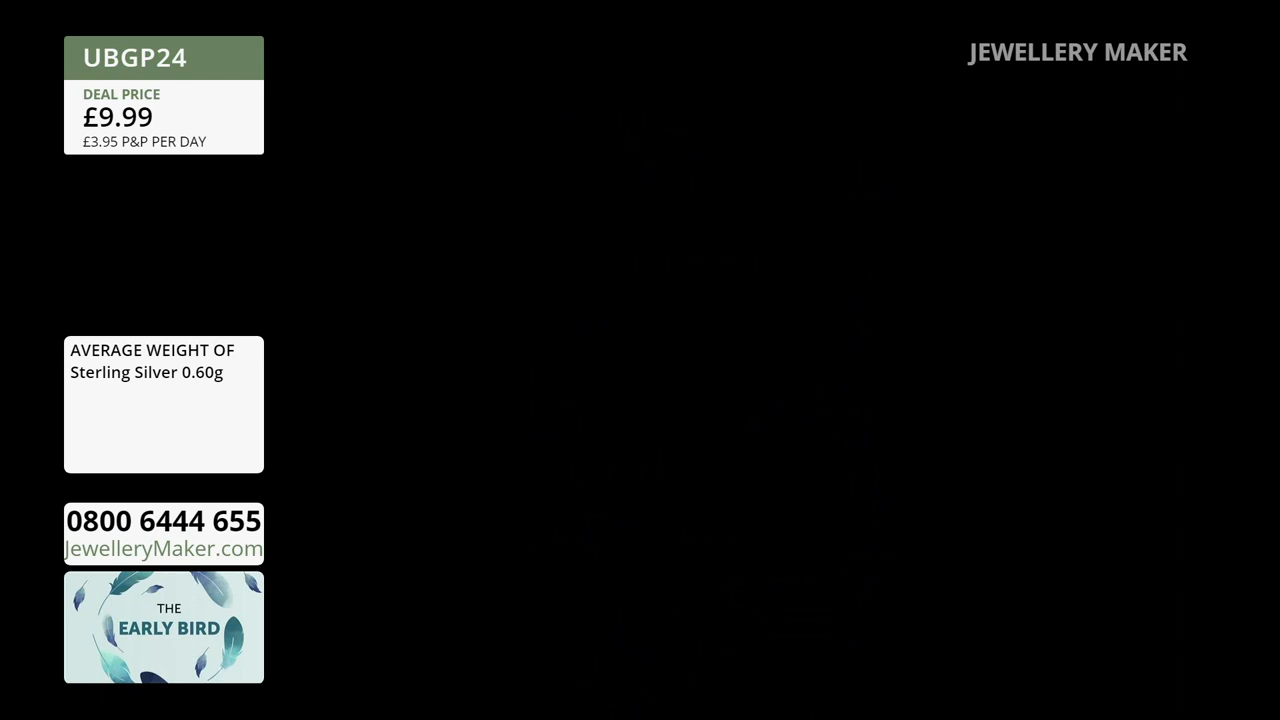 UBGP24
DEAL PRICE
£9.99
£3.95 P&P PER DAY
JEWELLERY MAKER
AVERAGE WEIGHT OF
Sterling Silver 0.60g
0800 6444 655
JewelleryMaker.com
THE
EARLY BIRD